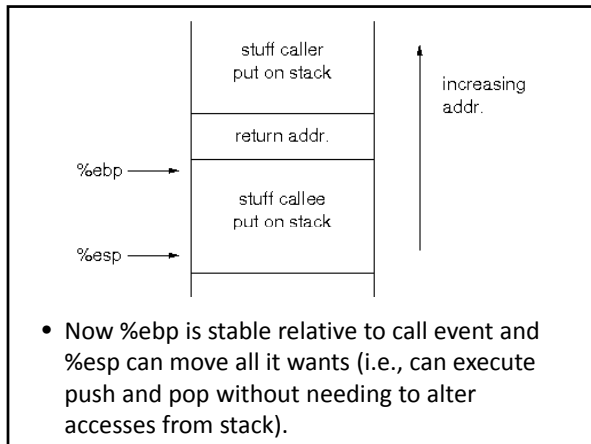 stuff caller
put on stack
increasing
addr.
return addr.
%ebp
stuff callee
put on stack
%esp
• Now %ebp is stable relative to call event and
%esp can move all it wants (i.e., can execute
push and pop without needing to alter
accesses from stack).